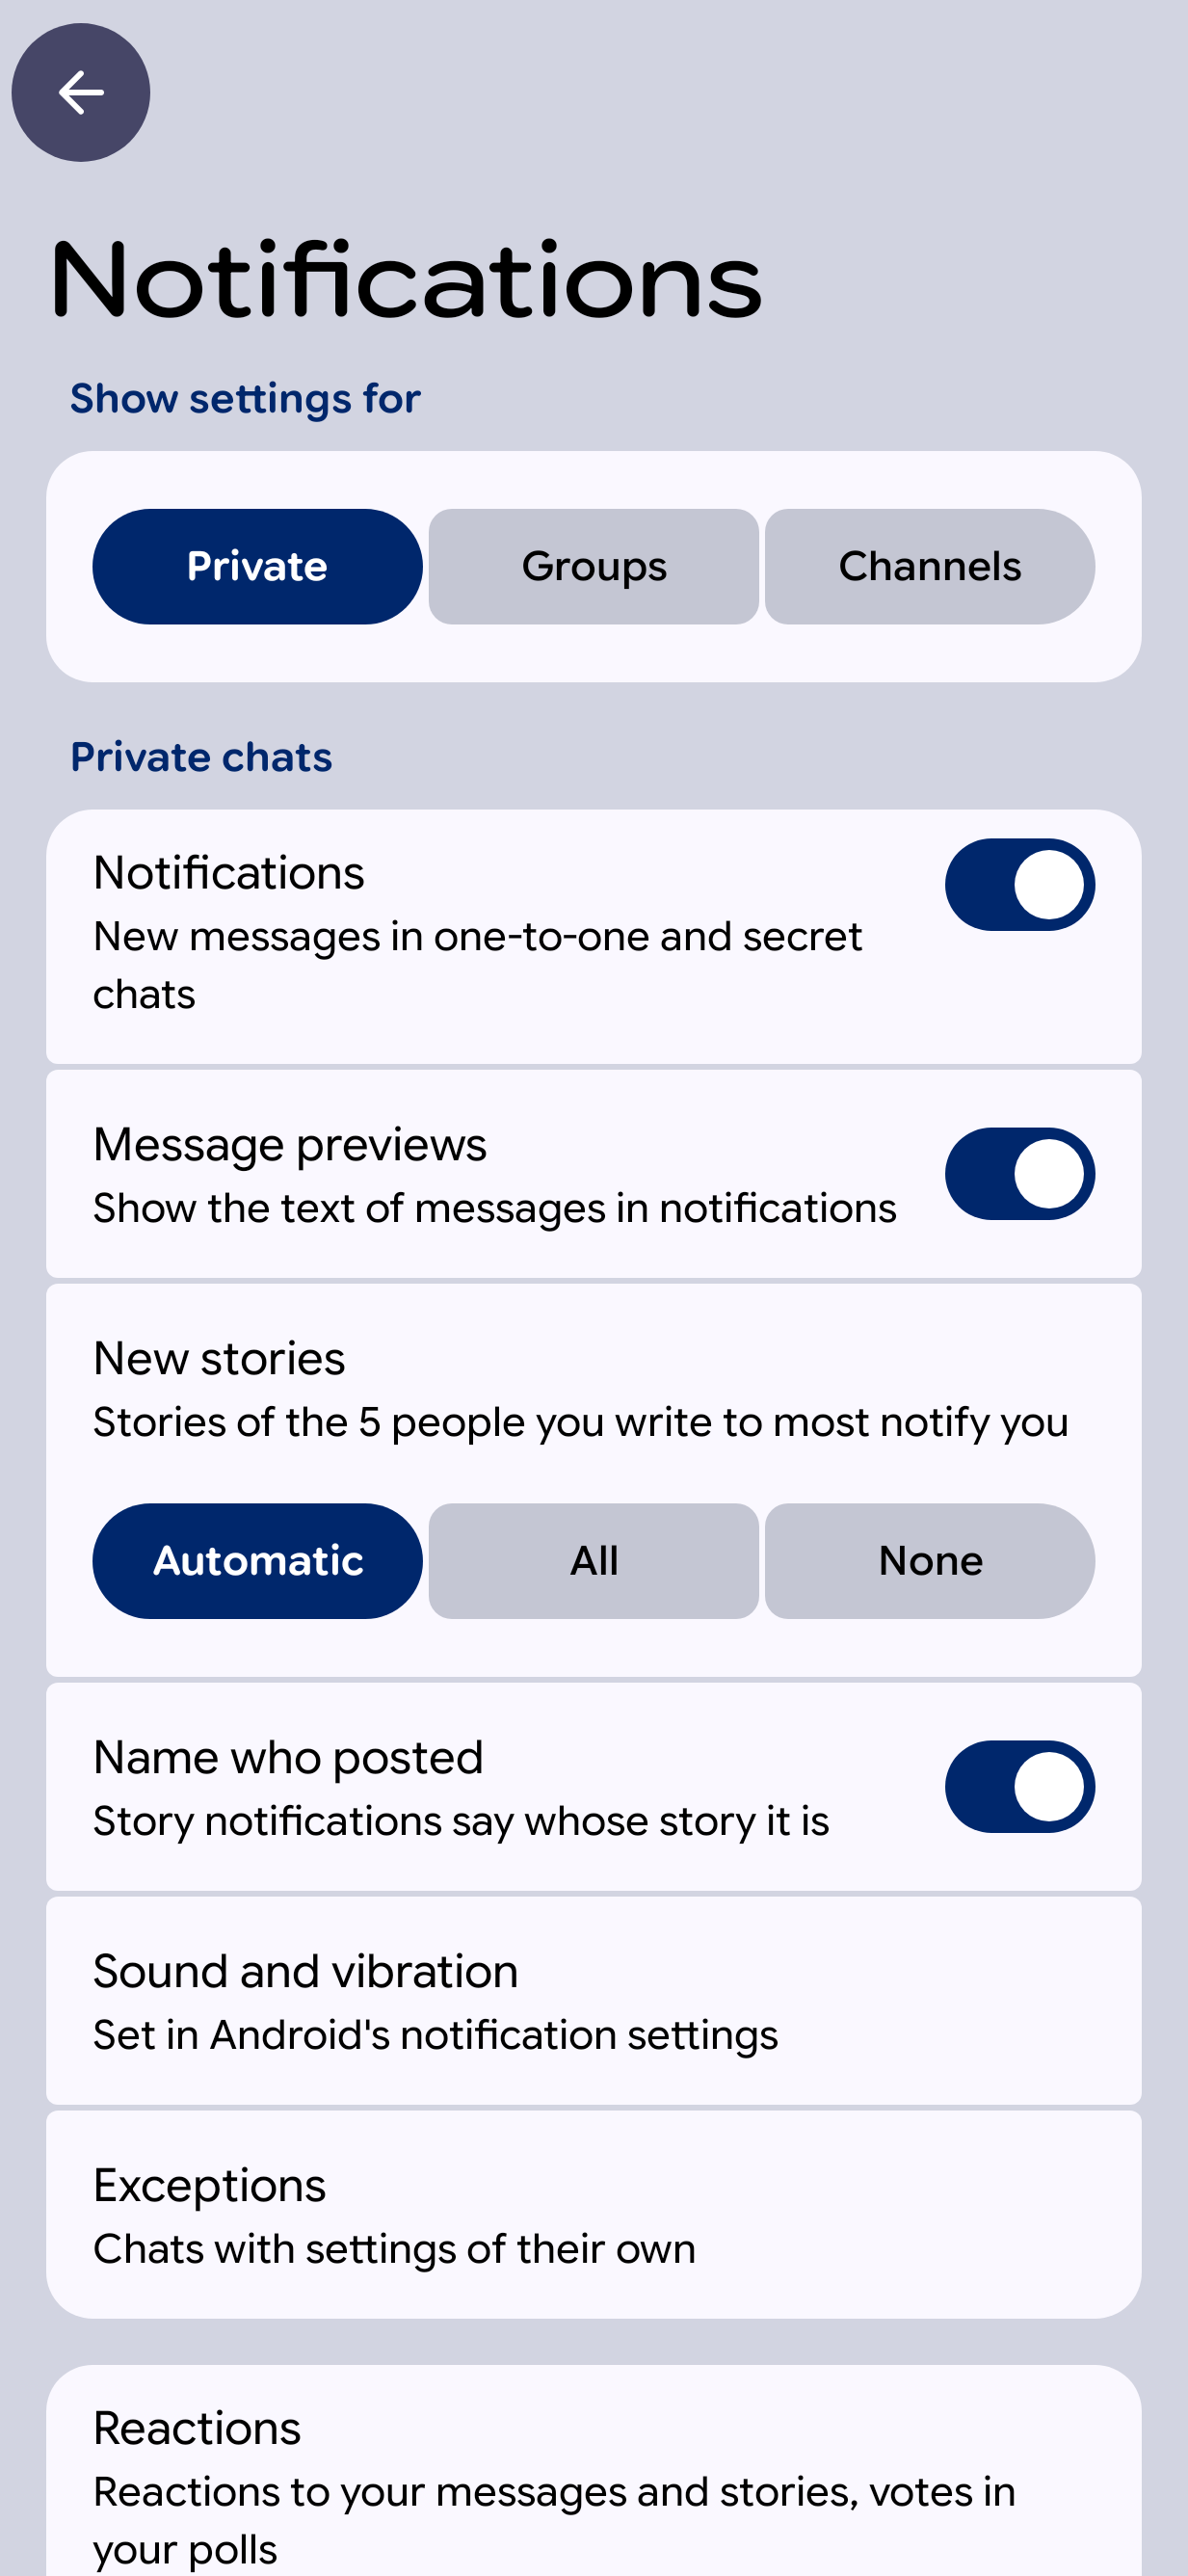 Notifications
Show settings for
Private
Groups
Channels
Private chats
Notifications
New messages in one-to-one and secret
chats
Message previews
Show the text of messages in notifications
New stories
Stories of the 5 people you write to most notify you
Automatic
All
None
Name who posted
Story notifications say whose story it is
Sound and vibration
Set in Android's notification settings
Exceptions
Chats with settings of their own
Reactions
Reactions to your messages and stories, votes in
your polls